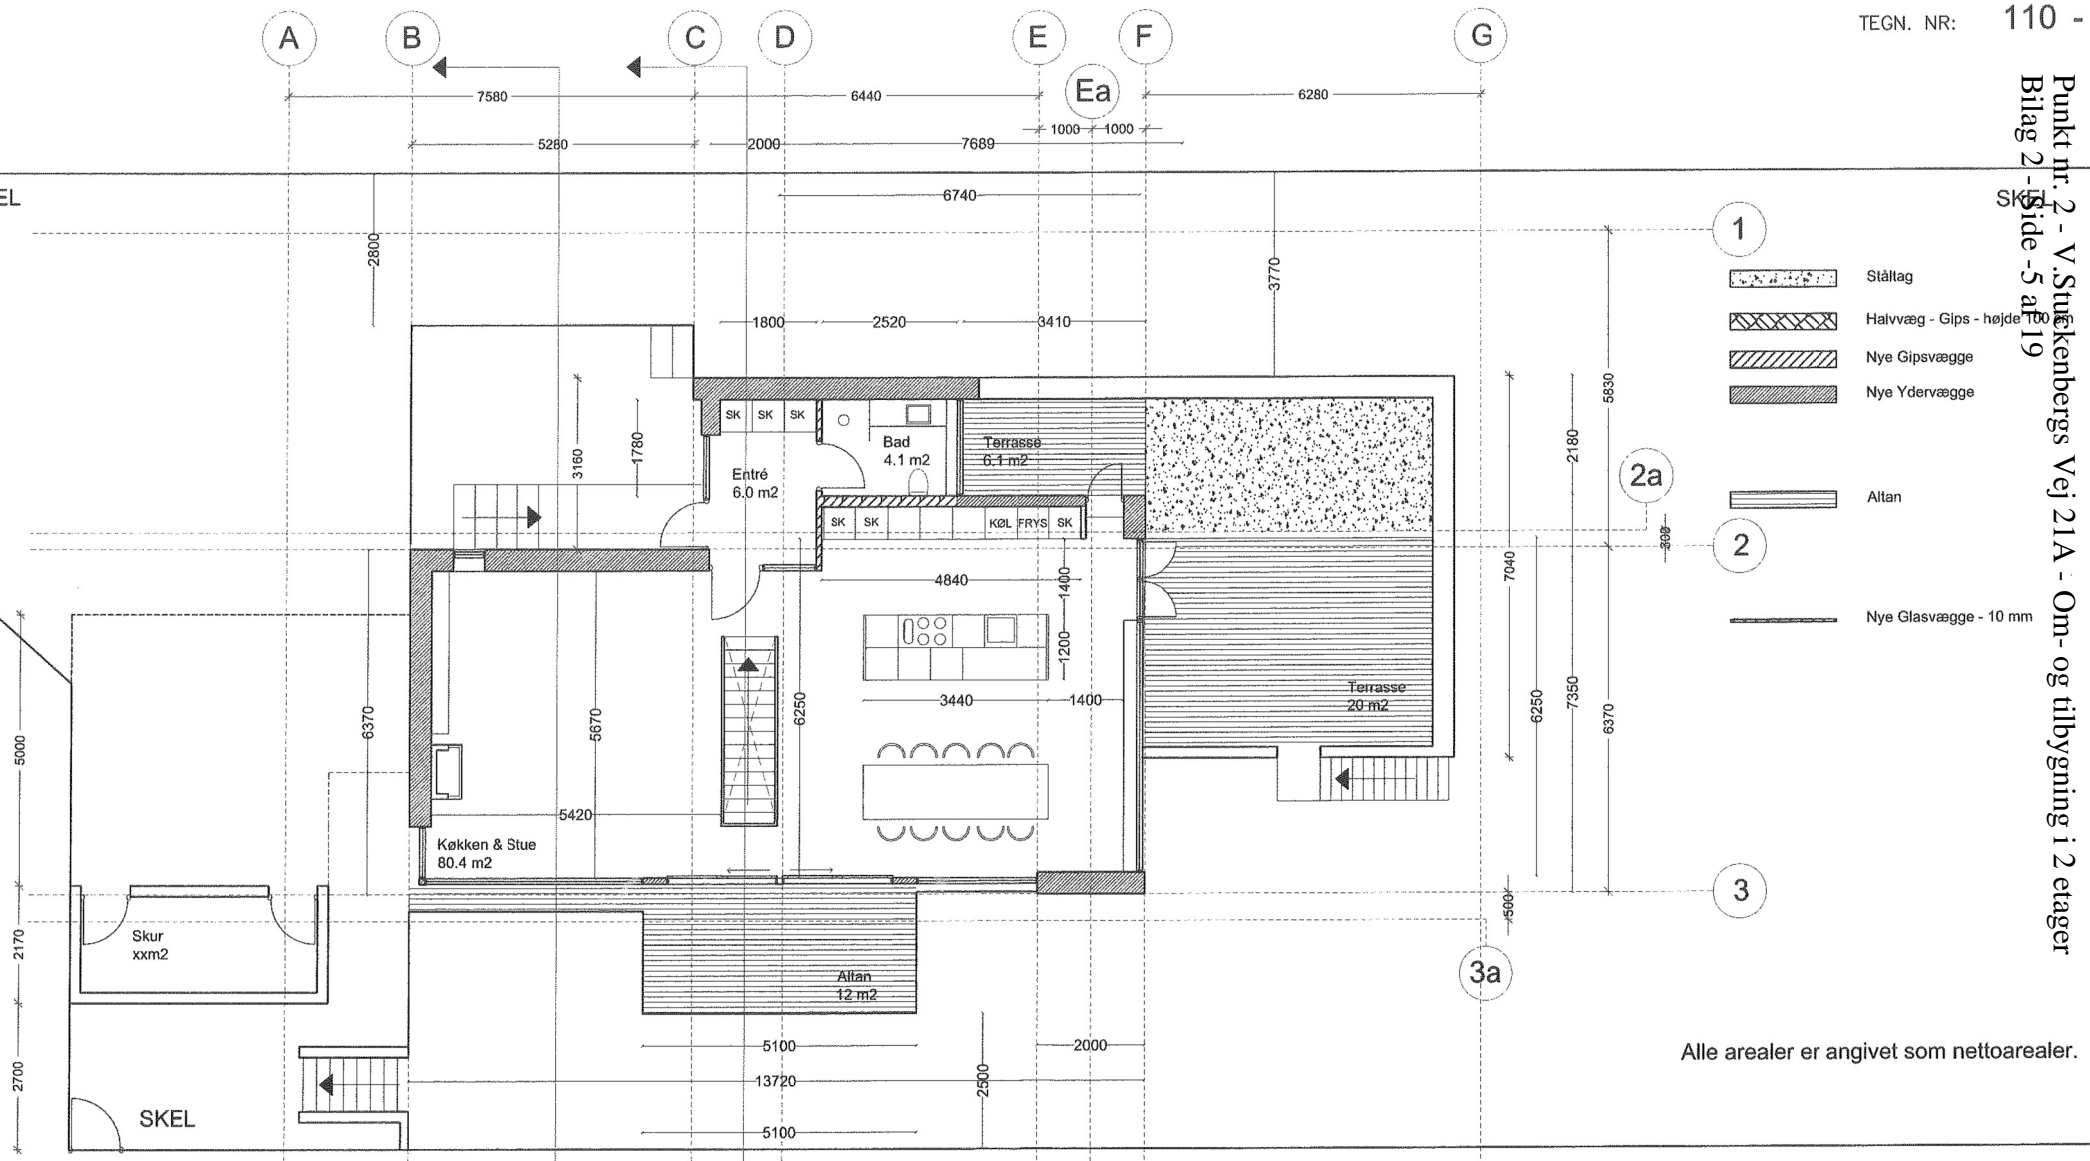 TEGN. NR: 110 -
Punkt nr. 2 - V.Stuckenbergs Vej 21A - Om- og tilbygning i 2 etager
Bilag 2 - Side -5 af 19
A
B
C
D
E
F
G
Ea
7580
6440
6280
1000
1000
5280
2000
7689
6740
EL
SKEL
2800
3770
1
Ståltag
Halvvæg - Gips - højde 100 cm
Nye Gipsvægge
Nye Ydervægge
Altan
Nye Glasvægge - 10 mm
1800
2520
3410
5830
2180
3160
1780
SK
SK
SK
Bad
4.1 m2
Terrasse
6.1 m2
Entré
6.0 m2
2a
SK
SK
KØL
FRYS
SK
300
2
4840
1400
7040
1200
3440
1400
Terrasse
20 m2
6250
7350
6370
6370
5670
6250
5000
5420
Køkken & Stue
80.4 m2
3
500
Skur
xxm2
2170
Altan
12 m2
3a
5100
2000
13720
2500
5100
2700
SKEL
Alle arealer er angivet som nettoarealer.